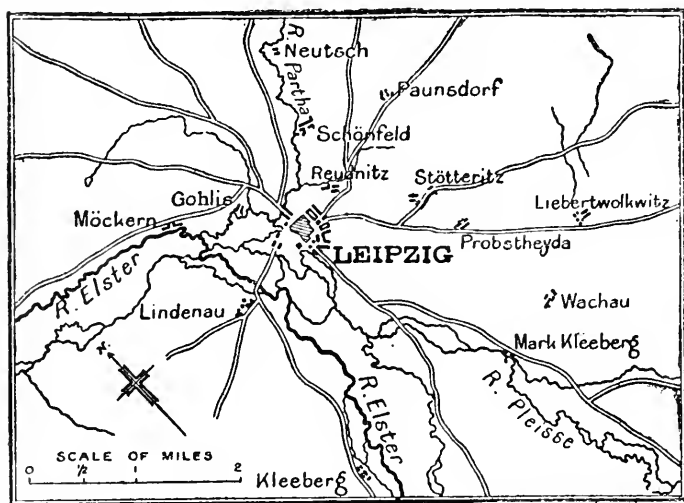 R. Partha
Neutsch
Paunsdorf
Schönfeld
Reudnitz
Stötteritz
Gohlis
Liebertwolkwitz
Möckern
Probstheyda
LEIPZIG
R. Elster
Lindenau
Wachau
Mark Kleeberg
N
R. Elster
R. Pleisse
SCALE OF MILES
0 ½ 1 2
Kleeberg